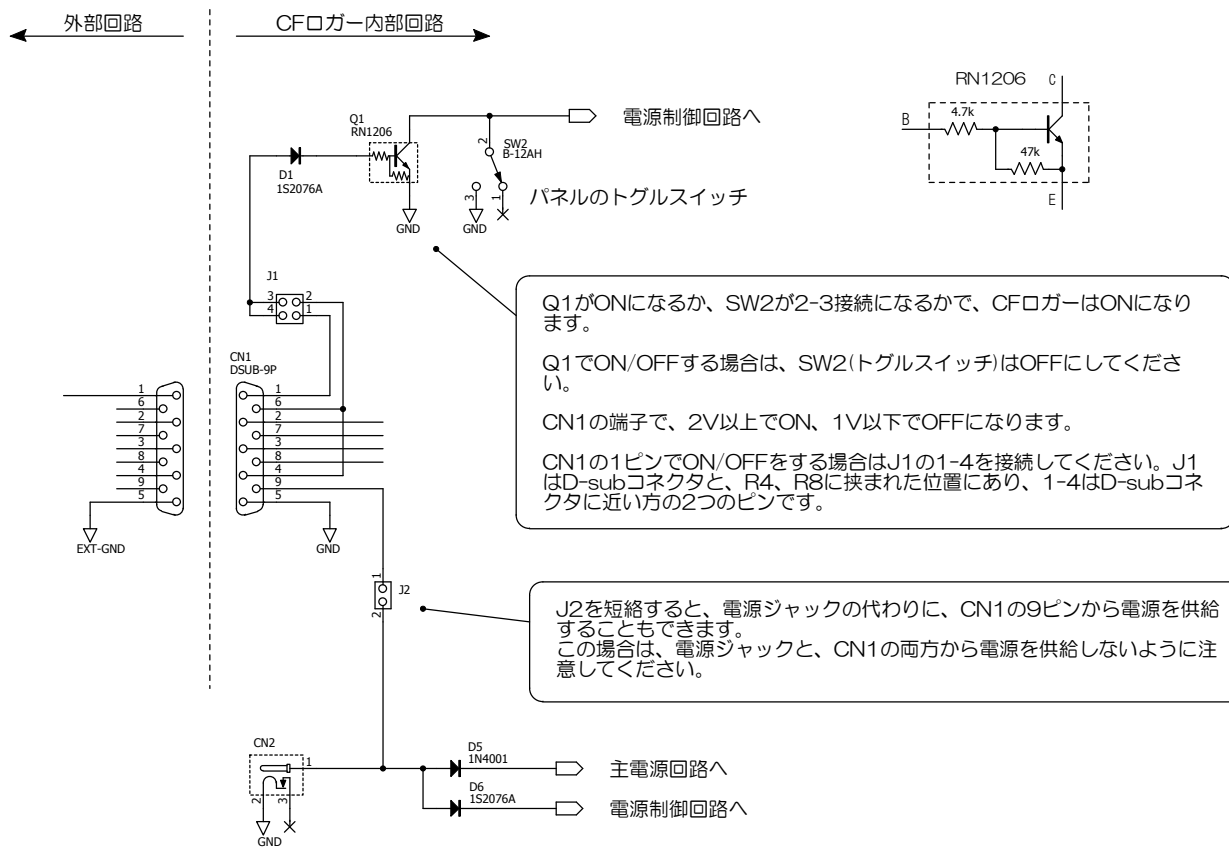 外部回路
CFロガー内部回路
RN1206
C
B
4.7k
47k
E
Q1
RN1206
電源制御回路へ
2
SW2
B-12AH
D1
1S2076A
3
1
パネルのトグルスイッチ
GND
GND
J1
3
2
4
1
Q1がONになるか、SW2が2-3接続になるかで、CFロガーはONになり
ます。
Q1でON/OFFする場合は、SW2(トグルスイッチ)はOFFにしてくださ
い。
CN1の端子で、2V以上でON、1V以下でOFFになります。
CN1の1ピンでON/OFFをする場合はJ1の1-4を接続してください。J1
はD-subコネクタと、R4、R8に挟まれた位置にあり、1-4はD-subコネ
クタに近い方の2つのピンです。
CN1
DSUB-9P
1
6
2
7
3
8
4
9
5
1
6
2
7
3
8
4
9
5
EXT-GND
GND
1
J2
2
J2を短絡すると、電源ジャックの代わりに、CN1の9ピンから電源を供給
することもできます。
この場合は、電源ジャックと、CN1の両方から電源を供給しないように注
意してください。
CN2
1
2
3
GND
D5
1N4001
主電源回路へ
D6
1S2076A
電源制御回路へ